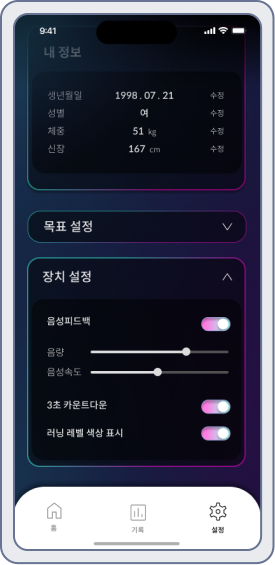 9:41
내 정보
생년월일 1998 . 07 . 21 수정
성별 여 수정
체중 51 kg 수정
신장 167 cm 수정
목표 설정
장치 설정
음성피드백
음량
음성속도
3초 카운트다운
러닝 레벨 색상 표시
홈 기록 설정